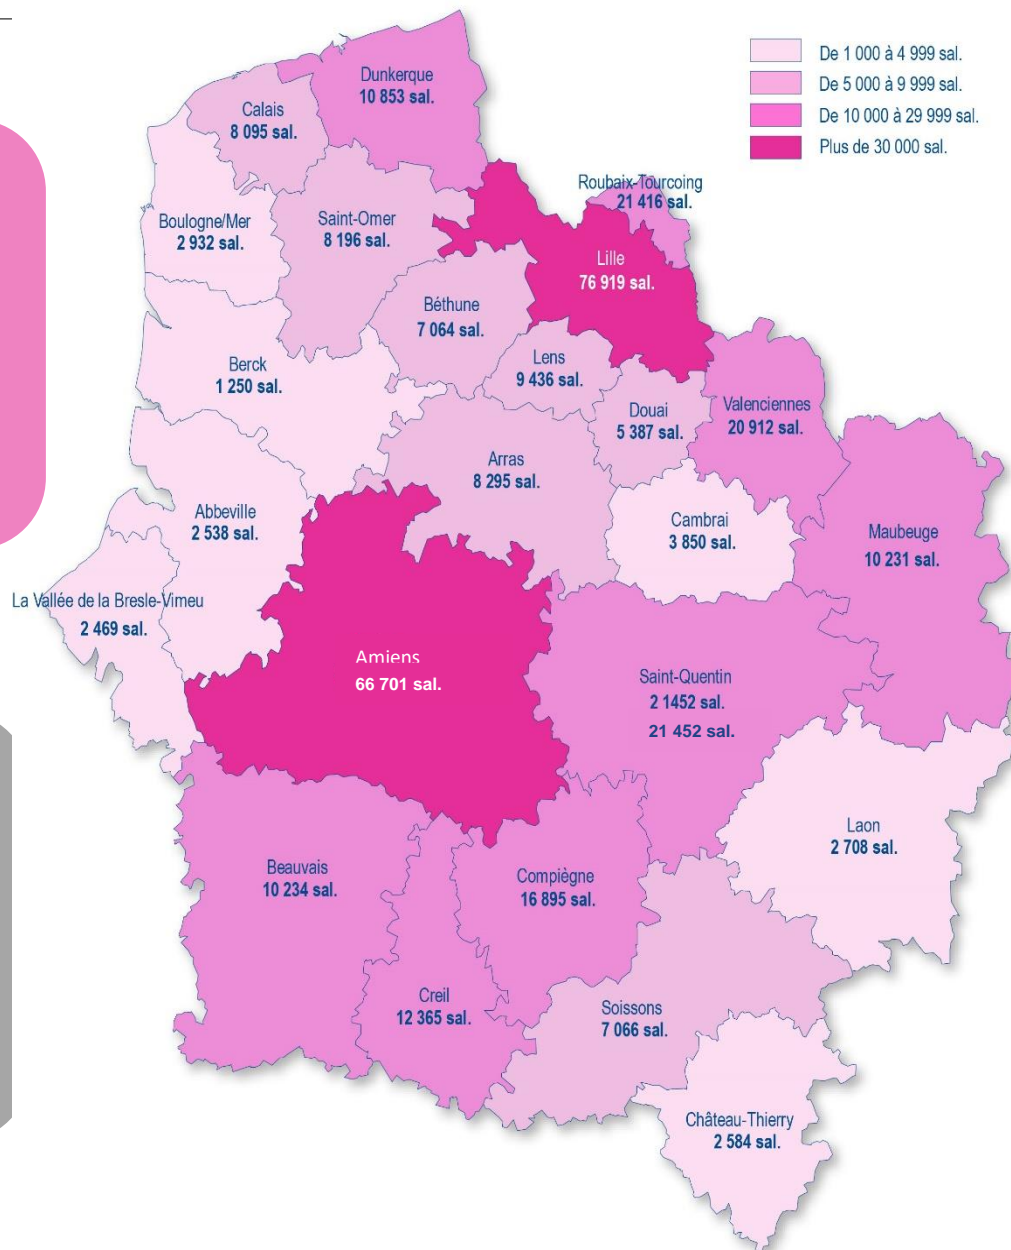 De 1 000 à 4 999 sal.
De 5 000 à 9 999 sal.
De 10 000 à 29 999 sal.
Plus de 30 000 sal.
Dunkerque
10 853 sal.
Calais
8 095 sal.
Roubaix-Tourcoing
21 416 sal.
Boulogne/Mer
2 932 sal.
Saint-Omer
8 196 sal.
Lille
76 919 sal.
Béthune
7 064 sal.
Lens
9 436 sal.
Berck
1 250 sal.
Douai
5 387 sal.
Valenciennes
20 912 sal.
Arras
8 295 sal.
Abbeville
2 538 sal.
Cambrai
3 850 sal.
Maubeuge
10 231 sal.
La Vallée de la Bresle-Vimeu
2 469 sal.
Amiens
66 701 sal.
Saint-Quentin
2 1452 sal.
21 452 sal.
Laon
2 708 sal.
Beauvais
10 234 sal.
Compiègne
16 895 sal.
Creil
12 365 sal.
Soissons
7 066 sal.
Château-Thierry
2 584 sal.